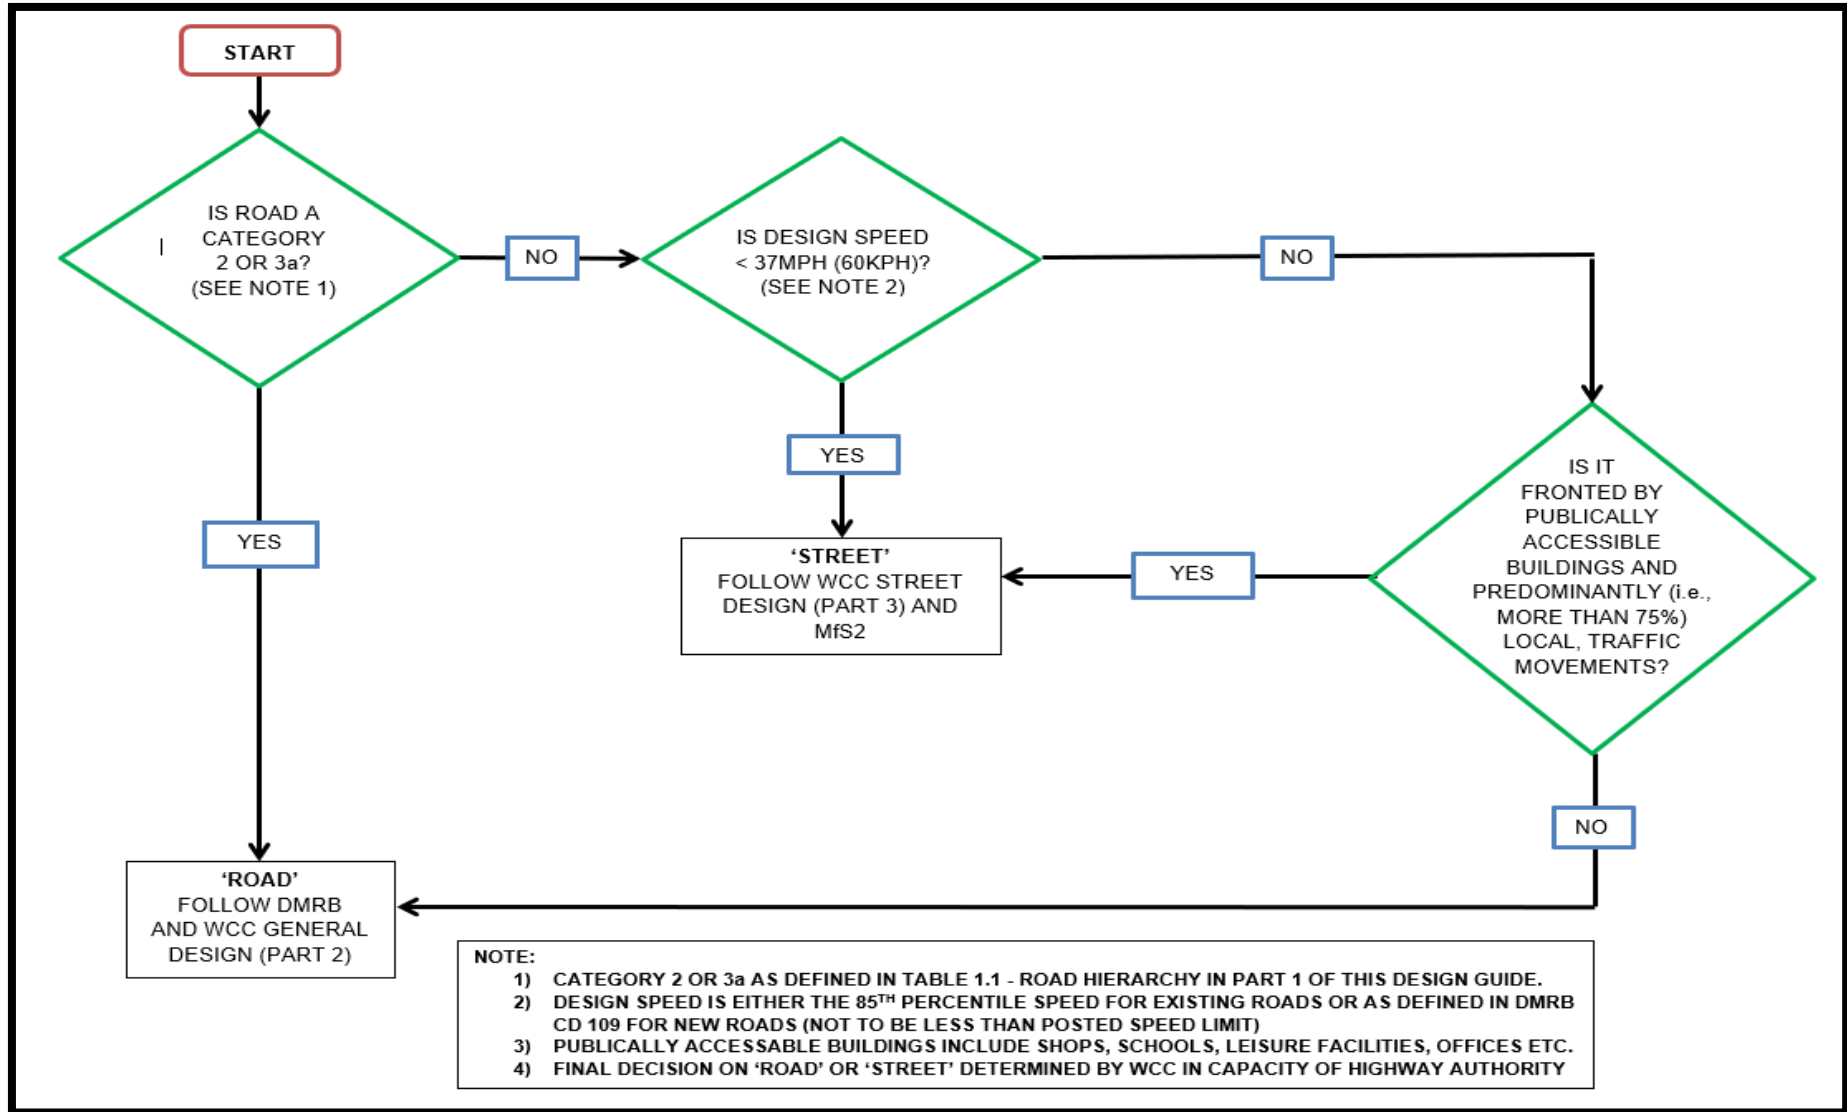 START
IS ROAD A
CATEGORY
2 OR 3a?
(SEE NOTE 1)
|
NO
IS DESIGN SPEED
< 37MPH (60KPH)?
(SEE NOTE 2)
NO
YES
YES
IS IT
FRONTED BY
PUBLICALLY
ACCESSIBLE
BUILDINGS AND
PREDOMINANTLY (i.e.,
MORE THAN 75%)
LOCAL, TRAFFIC
MOVEMENTS?
YES
‘STREET’
FOLLOW WCC STREET
DESIGN (PART 3) AND
MfS2
NO
‘ROAD’
FOLLOW DMRB
AND WCC GENERAL
DESIGN (PART 2)
NOTE:
1) CATEGORY 2 OR 3a AS DEFINED IN TABLE 1.1 - ROAD HIERARCHY IN PART 1 OF THIS DESIGN GUIDE.
2) DESIGN SPEED IS EITHER THE 85TH PERCENTILE SPEED FOR EXISTING ROADS OR AS DEFINED IN DMRB
CD 109 FOR NEW ROADS (NOT TO BE LESS THAN POSTED SPEED LIMIT)
3) PUBLICALLY ACCESSABLE BUILDINGS INCLUDE SHOPS, SCHOOLS, LEISURE FACILITIES, OFFICES ETC.
4) FINAL DECISION ON ‘ROAD’ OR ‘STREET’ DETERMINED BY WCC IN CAPACITY OF HIGHWAY AUTHORITY